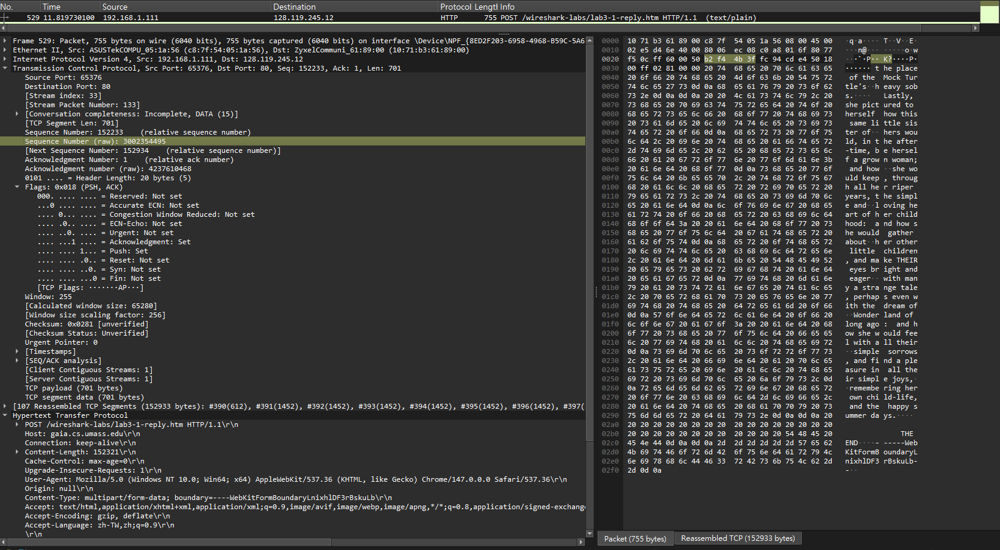 No. Time Source Destination Protocol Lengtl Info
529 11.819730100 192.168.1.111 128.119.245.12 HTTP 755 POST /wireshark-labs/lab3-1-reply.htm HTTP/1.1 (text/plain)
Frame 529: Packet, 755 bytes on wire (6040 bits), 755 bytes captured (6040 bits) on interface \Device\NPF_{8ED2F203-6958-4968-B59C-5A6
Ethernet II, Src: ASUSTekCOMPU_05:1a:56 (c8:7f:54:05:1a:56), Dst: ZyxelCommuni_61:89:00 (10:71:b3:61:89:00)
Internet Protocol Version 4, Src: 192.168.1.111, Dst: 128.119.245.12
Transmission Control Protocol, Src Port: 65376, Dst Port: 80, Seq: 152233, Ack: 1, Len: 701
Source Port: 65376
Destination Port: 80
[Stream index: 33]
[Stream Packet Number: 133]
[Conversation completeness: Incomplete, DATA (15)]
[TCP Segment Len: 701]
Sequence Number: 152233 (relative sequence number)
Sequence Number (raw): 3002354495
[Next Sequence Number: 152934 (relative sequence number)]
Acknowledgment Number: 1 (relative ack number)
Acknowledgment number (raw): 4237610468
0101 .... = Header Length: 20 bytes (5)
Flags: 0x018 (PSH, ACK)
000. .... .... = Reserved: Not set
...0 .... .... = Accurate ECN: Not set
.... 0... .... = Congestion Window Reduced: Not set
.... .0.. .... = ECN-Echo: Not set
.... ..0. .... = Urgent: Not set
.... ...1 .... = Acknowledgment: Set
.... .... 1... = Push: Set
.... .... .0.. = Reset: Not set
.... .... ..0. = Syn: Not set
.... .... ...0 = Fin: Not set
[TCP Flags: ·······AP···]
Window: 255
[Calculated window size: 65280]
[Window size scaling factor: 256]
Checksum: 0x0281 [unverified]
[Checksum Status: Unverified]
Urgent Pointer: 0
[Timestamps]
[SEQ/ACK analysis]
[Client Contiguous Streams: 1]
[Server Contiguous Streams: 1]
TCP payload (701 bytes)
TCP segment data (701 bytes)
[107 Reassembled TCP Segments (152933 bytes): #390(612), #391(1452), #392(1452), #393(1452), #394(1452), #395(1452), #396(1452), #397(
Hypertext Transfer Protocol
POST /wireshark-labs/lab3-1-reply.htm HTTP/1.1\r\n
Host: gaia.cs.umass.edu\r\n
Connection: keep-alive\r\n
Content-Length: 152321\r\n
Cache-Control: max-age=0\r\n
Upgrade-Insecure-Requests: 1\r\n
User-Agent: Mozilla/5.0 (Windows NT 10.0; Win64; x64) AppleWebKit/537.36 (KHTML, like Gecko) Chrome/147.0.0.0 Safari/537.36\r\n
Origin: null\r\n
Content-Type: multipart/form-data; boundary=----WebKitFormBoundaryLnixhlDF3rBskuLb\r\n
Accept: text/html,application/xhtml+xml,application/xml;q=0.9,image/avif,image/webp,image/apng,*/*;q=0.8,application/signed-exchange
Accept-Encoding: gzip, deflate\r\n
Accept-Language: zh-TW,zh;q=0.9\r\n
\r\n
0000 10 71 b3 61 89 00 c8 7f 54 05 1a 56 08 00 45 00 ·q·a···· T··V··E·
0010 02 e5 d4 6e 40 00 80 06 ec 08 c0 a8 01 6f 80 77 ···n@··· ·····o·w
0020 f5 0c ff 60 00 50 b2 f4 4b 3f fc 94 cd e4 50 18 ···`·P·· K?····P·
0030 00 ff 02 81 00 00 20 74 68 65 20 70 6c 61 63 65 ······ t he place
0040 20 6f 66 20 74 68 65 20 4d 6f 63 6b 20 54 75 72 of the Mock Tur
0050 74 6c 65 27 73 0d 0a 68 65 61 76 79 20 73 6f 62 tle's··h eavy sob
0060 73 2e 0d 0a 0d 0a 20 20 4c 61 73 74 6c 79 2c 20 s.···· Lastly,
0070 73 68 65 20 70 69 63 74 75 72 65 64 20 74 6f 20 she pict ured to
0080 68 65 72 73 65 6c 66 20 68 6f 77 20 74 68 69 73 herself how this
0090 20 73 61 6d 65 20 6c 69 74 74 6c 65 20 73 69 73 same li ttle sis
00a0 74 65 72 20 6f 66 0d 0a 68 65 72 73 20 77 6f 75 ter of·· hers wou
00b0 6c 64 2c 20 69 6e 20 74 68 65 20 61 66 74 65 72 ld, in t he after
00c0 2d 74 69 6d 65 2c 20 62 65 20 68 65 72 73 65 6c -time, b e hersel
00d0 66 20 61 20 67 72 6f 77 6e 20 77 6f 6d 61 6e 3b f a grow n woman;
00e0 20 61 6e 64 20 68 6f 77 0d 0a 73 68 65 20 77 6f and how ··she wo
00f0 75 6c 64 20 6b 65 65 70 2c 20 74 68 72 6f 75 67 uld keep , throug
0100 68 20 61 6c 6c 20 68 65 72 20 72 69 70 65 72 20 h all he r riper
0110 79 65 61 72 73 2c 20 74 68 65 20 73 69 6d 70 6c years, t he simpl
0120 65 20 61 6e 64 0d 0a 6c 6f 76 69 6e 67 20 68 65 e and··l oving he
0130 61 72 74 20 6f 66 20 68 65 72 20 63 68 69 6c 64 art of h er child
0140 68 6f 6f 64 3a 20 20 61 6e 64 20 68 6f 77 20 73 hood: a nd how s
0150 68 65 20 77 6f 75 6c 64 20 67 61 74 68 65 72 20 he would gather
0160 61 62 6f 75 74 0d 0a 68 65 72 20 6f 74 68 65 72 about··h er other
0170 20 6c 69 74 74 6c 65 20 63 68 69 6c 64 72 65 6e little children
0180 2c 20 61 6e 64 20 6d 61 6b 65 20 54 48 45 49 52 , and ma ke THEIR
0190 20 65 79 65 73 20 62 72 69 67 68 74 20 61 6e 64 eyes br ight and
01a0 20 65 61 67 65 72 0d 0a 77 69 74 68 20 6d 61 6e eager·· with man
01b0 79 20 61 20 73 74 72 61 6e 67 65 20 74 61 6c 65 y a stra nge tale
01c0 2c 20 70 65 72 68 61 70 73 20 65 76 65 6e 20 77 , perhap s even w
01d0 69 74 68 20 74 68 65 20 64 72 65 61 6d 20 6f 66 ith the dream of
01e0 0d 0a 57 6f 6e 64 65 72 6c 61 6e 64 20 6f 66 20 ··Wonder land of
01f0 6c 6f 6e 67 20 61 67 6f 3a 20 20 61 6e 64 20 68 long ago : and h
0200 6f 77 20 73 68 65 20 77 6f 75 6c 64 20 66 65 65 ow she w ould fee
0210 6c 20 77 69 74 68 20 61 6c 6c 20 74 68 65 69 72 l with a ll their
0220 0d 0a 73 69 6d 70 6c 65 20 73 6f 72 72 6f 77 73 ··simple sorrows
0230 2c 20 61 6e 64 20 66 69 6e 64 20 61 20 70 6c 65 , and fi nd a ple
0240 61 73 75 72 65 20 69 6e 20 61 6c 6c 20 74 68 65 asure in all the
0250 69 72 20 73 69 6d 70 6c 65 20 6a 6f 79 73 2c 0d ir simpl e joys,·
0260 0a 72 65 6d 65 6d 62 65 72 69 6e 67 20 68 65 72 ·remembe ring her
0270 20 6f 77 6e 20 63 68 69 6c 64 2d 6c 69 66 65 2c own chi ld-life,
0280 20 61 6e 64 20 74 68 65 20 68 61 70 70 79 20 73 and the happy s
0290 75 6d 6d 65 72 20 64 61 79 73 2e 0d 0a 0d 0a 20 ummer da ys.····
02a0 20 20 20 20 20 20 20 20 20 20 20 20 20 20 20 20
02b0 20 20 20 20 20 20 20 20 20 20 20 20 54 48 45 20 THE
02c0 45 4e 44 0d 0a 0d 0a 2d 2d 2d 2d 2d 2d 57 65 62 END····- -----Web
02d0 4b 69 74 46 6f 72 6d 42 6f 75 6e 64 61 72 79 4c KitFormB oundaryL
02e0 6e 69 78 68 6c 44 46 33 72 42 73 6b 75 4c 62 2d nixhlDF3 rBskuLb-
02f0 2d 0d 0a -··
Packet (755 bytes) Reassembled TCP (152933 bytes)